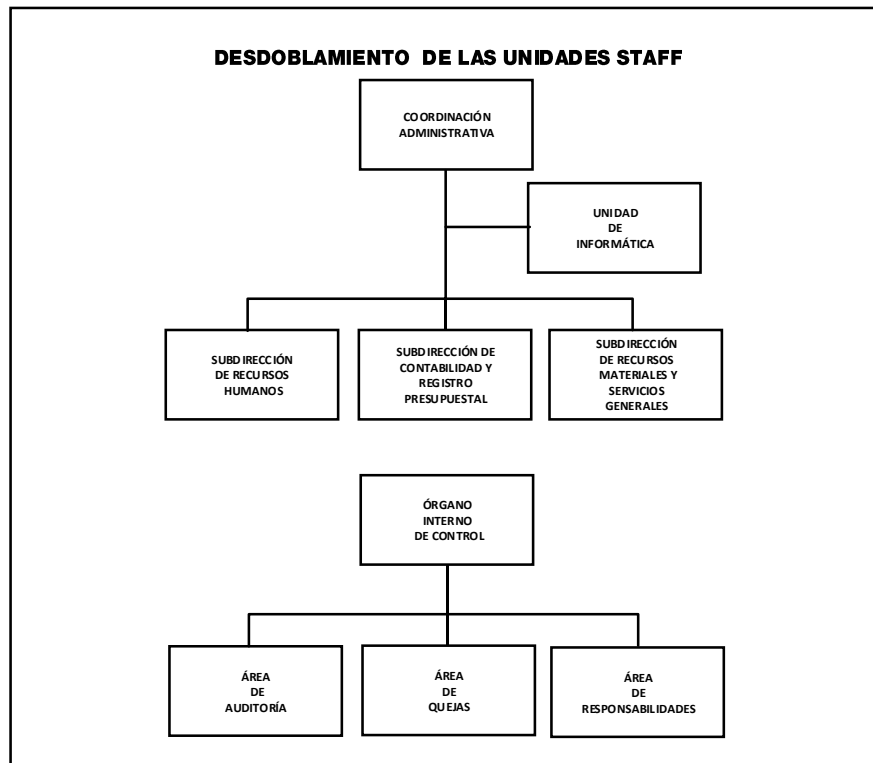 DESDOBLAMIENTO DE LAS UNIDADES STAFF
COORDINACIÓN
ADMINISTRATIVA
UNIDAD
DE
INFORMÁTICA
SUBDIRECCIÓN
DE RECURSOS
HUMANOS
SUBDIRECCIÓN DE
CONTABILIDAD Y
REGISTRO
PRESUPUESTAL
SUBDIRECCIÓN
DE RECURSOS
MATERIALES Y
SERVICIOS
GENERALES
ÓRGANO
INTERNO
DE CONTROL
ÁREA
DE
AUDITORÍA
ÁREA
DE
QUEJAS
ÁREA
DE
RESPONSABILIDADES